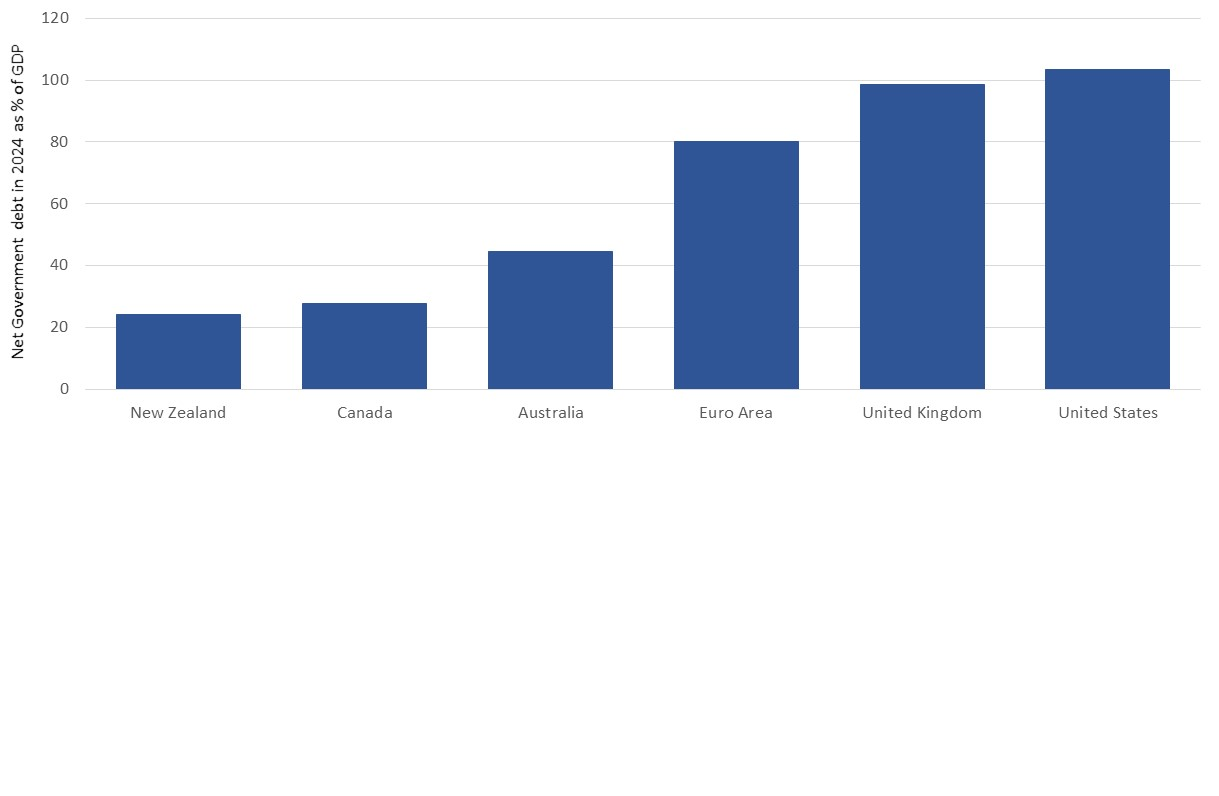 120
Net Government debt in 2024 as % of GDP
100
80
60
40
20
0
New Zealand
Canada
Australia
Euro Area
United Kingdom
United States